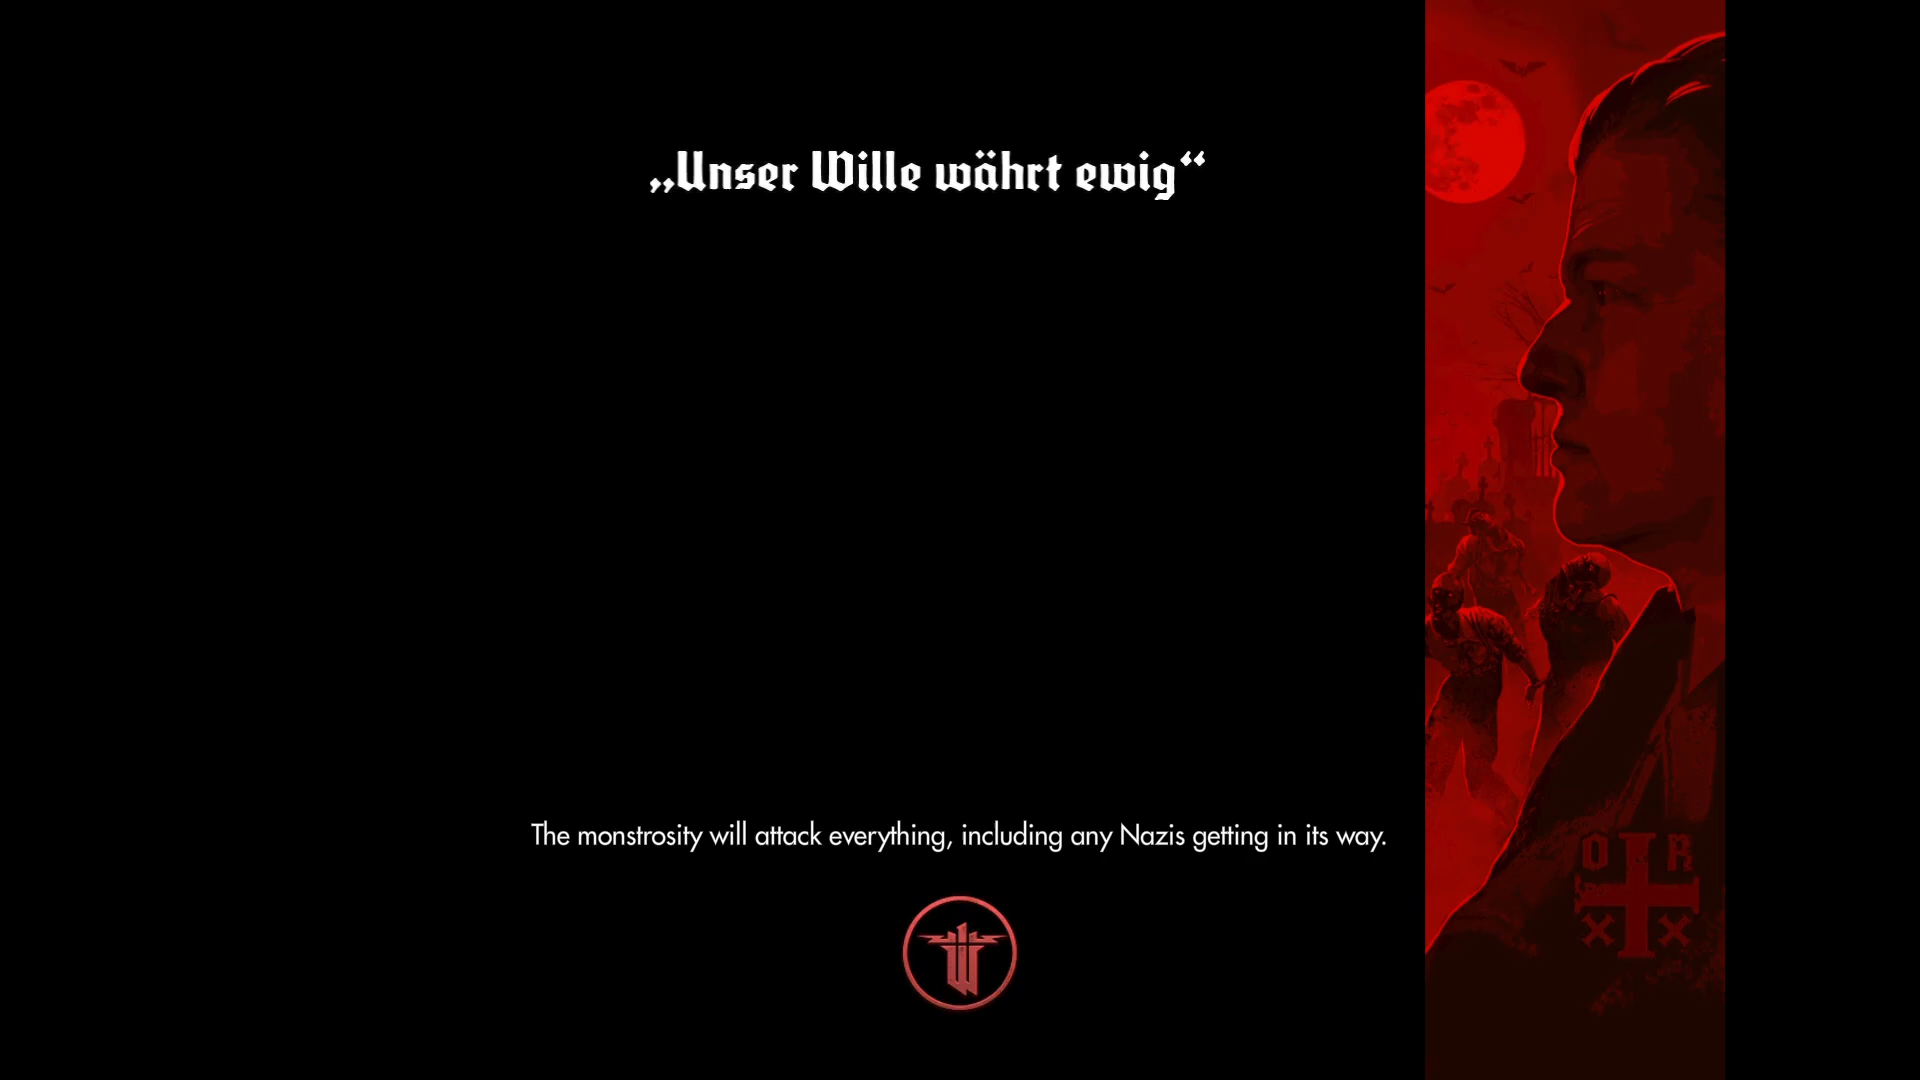 „Unser Wille währt ewig“
The monstrosity will attack everything, including any Nazis getting in its way.
O R
X X